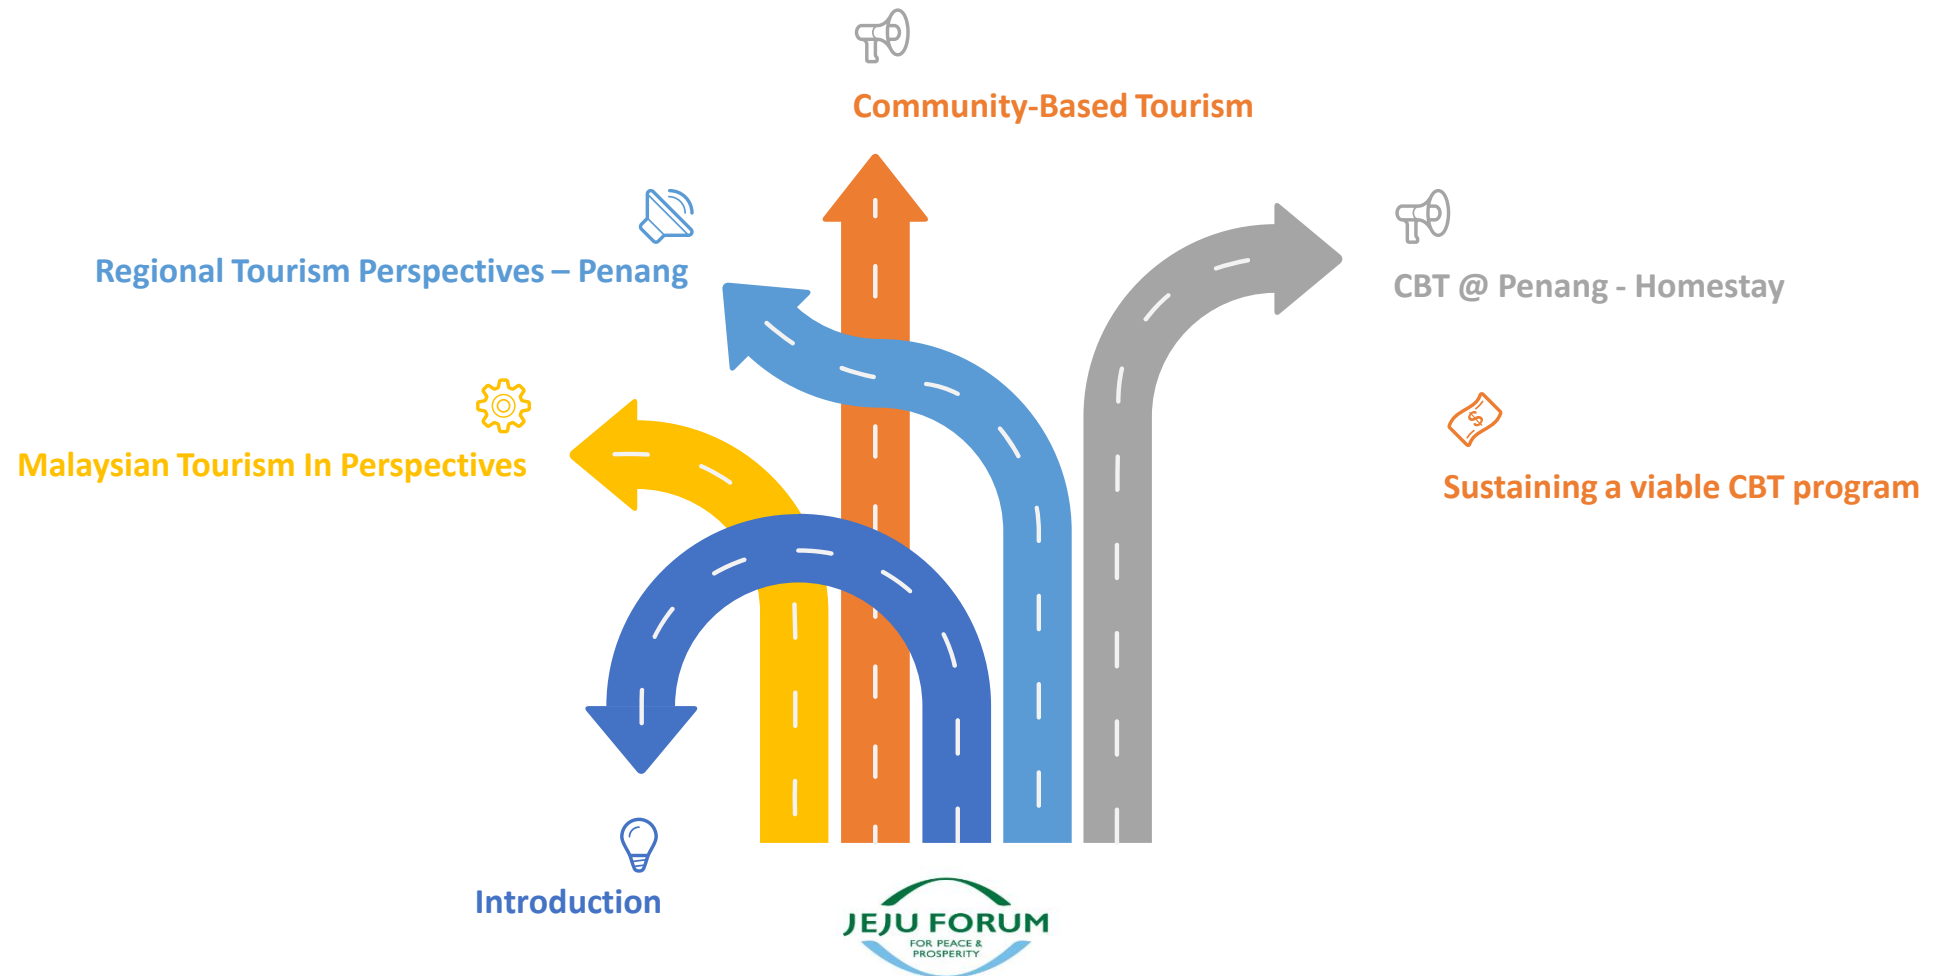 Community-Based Tourism
Regional Tourism Perspectives – Penang
CBT @ Penang - Homestay
Malaysian Tourism In Perspectives
Sustaining a viable CBT program
Introduction
JEJU FORUM
FOR PEACE &
PROSPERITY
$